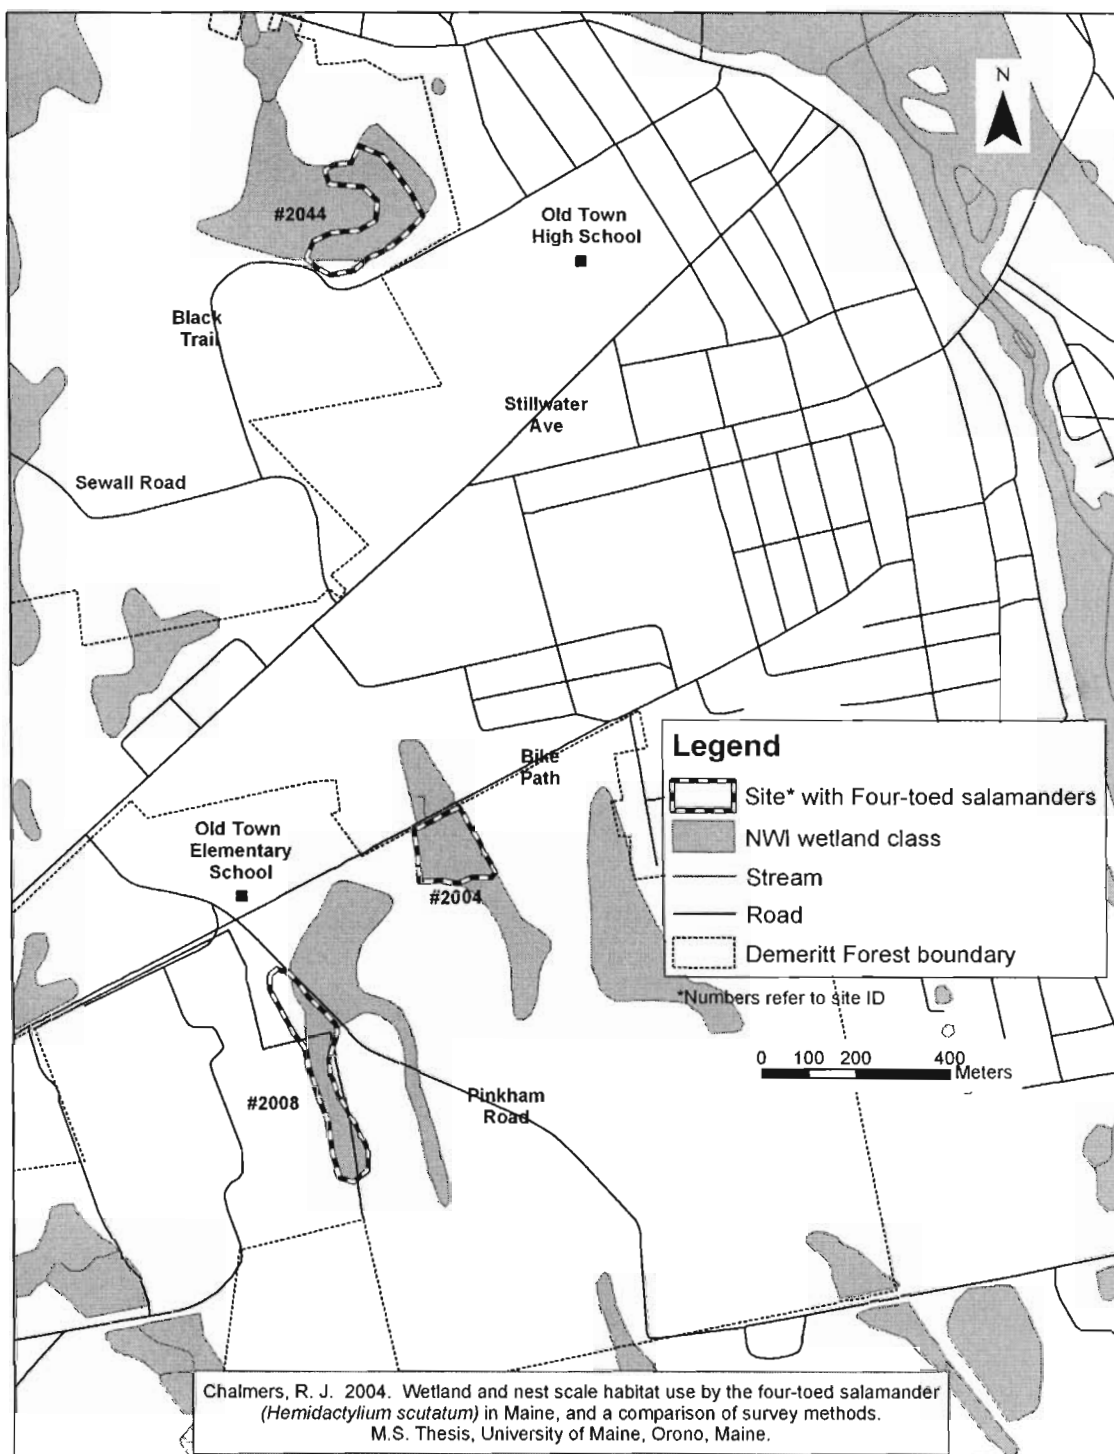 N
#2044
Old Town
High School
Black
Trail
Stillwater
Ave
Sewall Road
Bike
Path
Old Town
Elementary
School
#2004
#2008
Pinkham
Road
Legend
Site* with Four-toed salamanders
NWI wetland class
Stream
Road
Demeritt Forest boundary
*Numbers refer to site ID
0 100 200 400
Meters
Chalmers, R. J. 2004. Wetland and nest scale habitat use by the four-toed salamander
(Hemidactylium scutatum) in Maine, and a comparison of survey methods.
M.S. Thesis, University of Maine, Orono, Maine.